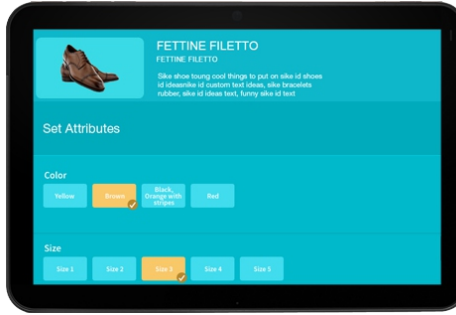 FETTINE FILETTO
FETTINE FILETTO
Sike shoe toung cool things to put on sike id shoes
id ideasnike id custom text ideas, sike bracelets
rubber, sike id ideas text, funny sike id text
Set Attributes
Color
Yellow
Brown
Black,
Orange with
stripes
Red
Size
Size 1
Size 2
Size 3
Size 4
Size 5